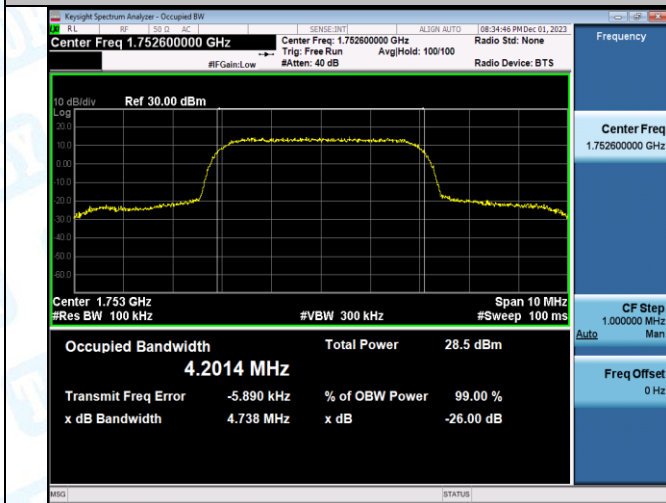 Keysight Spectrum Analyzer - Occupied BW
RL RF 50 Ω AC SENSE:INT ALIGN AUTO 08:34:46 PM Dec 01, 2023
Center Freq 1.752600000 GHz
Center Freq: 1.752600000 GHz
Radio Std: None
Trig: Free Run Avg|Hold: 100/100
#IFGain:Low #Atten: 40 dB Radio Device: BTS
Frequency
10 dB/div Ref 30.00 dBm
Log
20.0
10.0
0.00
-10.0
-20.0
-30.0
-40.0
-50.0
-60.0
Center 1.753 GHz Span 10 MHz
#Res BW 100 kHz #VBW 300 kHz #Sweep 100 ms
Occupied Bandwidth Total Power 28.5 dBm
4.2014 MHz
Transmit Freq Error -5.890 kHz % of OBW Power 99.00 %
x dB Bandwidth 4.738 MHz x dB -26.00 dB
Center Freq
1.752600000 GHz
CF Step
1.000000 MHz
Auto Man
Freq Offset
0 Hz
MSG STATUS